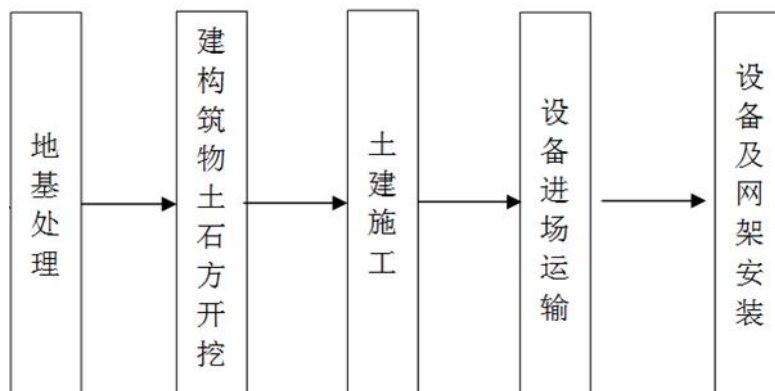 地基处理
建构筑物土石方开挖
土建施工
设备进场运输
设备及网架安装